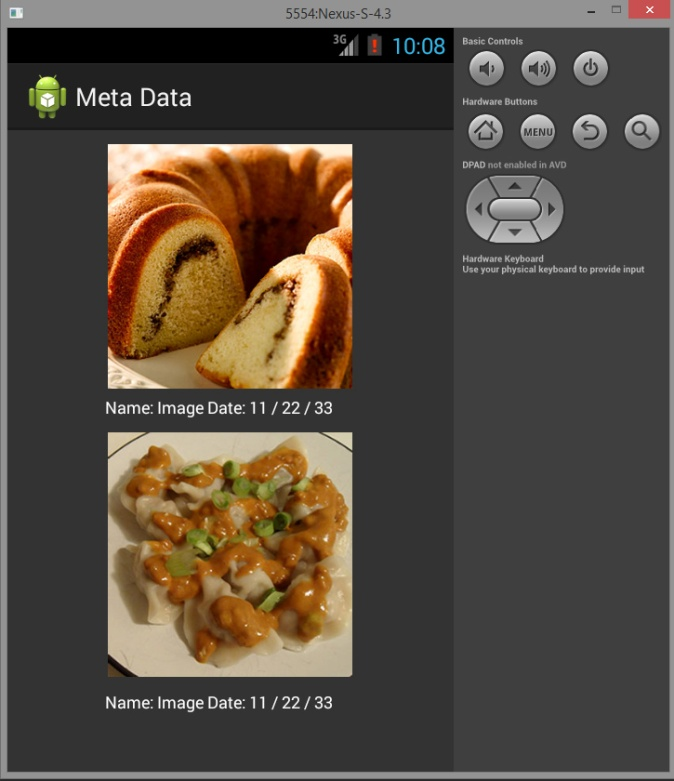 5554:Nexus-S-4.3
3G 10:08
Meta Data
Name: Image Date: 11 / 22 / 33
Name: Image Date: 11 / 22 / 33
Basic Controls
Hardware Buttons
MENU
DPAD not enabled in AVD
Hardware Keyboard
Use your physical keyboard to provide input